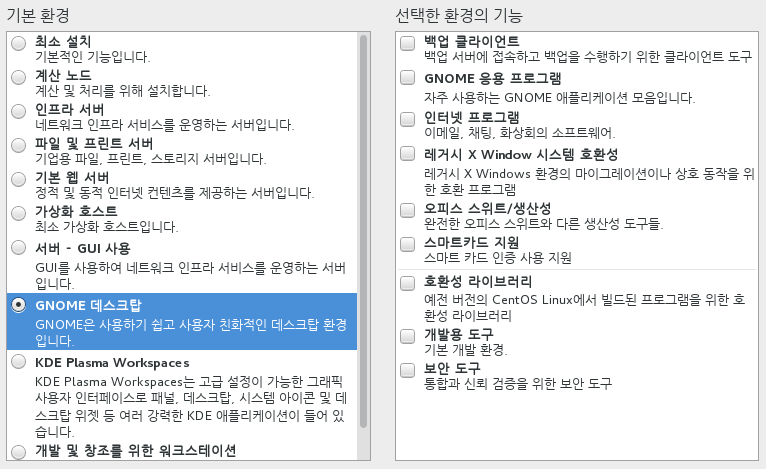 기본 환경
최소 설치
기본적인 기능입니다.
계산 노드
계산 및 처리를 위해 설치합니다.
인프라 서버
네트워크 인프라 서비스를 운영하는 서버입니다.
파일 및 프린트 서버
기업용 파일, 프린트, 스토리지 서버입니다.
기본 웹 서버
정적 및 동적 인터넷 컨텐츠를 제공하는 서버입니다.
가상화 호스트
최소 가상화 호스트입니다.
서버 - GUI 사용
GUI를 사용하여 네트워크 인프라 서비스를 운영하는 서버
입니다.
GNOME 데스크탑
GNOME은 사용하기 쉽고 사용자 친화적인 데스크탑 환경
입니다.
KDE Plasma Workspaces
KDE Plasma Workspaces는 고급 설정이 가능한 그래픽
사용자 인터페이스로 패널, 데스크탑, 시스템 아이콘 및 데
스크탑 위젯 등 여러 강력한 KDE 애플리케이션이 들어 있
습니다.
개발 및 창조를 위한 워크스테이션
선택한 환경의 기능
백업 클라이언트
백업 서버에 접속하고 백업을 수행하기 위한 클라이언트 도구
GNOME 응용 프로그램
자주 사용하는 GNOME 애플리케이션 모음입니다.
인터넷 프로그램
이메일, 채팅, 화상회의 소프트웨어.
레거시 X Window 시스템 호환성
레거시 X Windows 환경의 마이그레이션이나 상호 동작을 위
한 호환 프로그램
오피스 스위트/생산성
완전한 오피스 스위트와 다른 생산성 도구들.
스마트카드 지원
스마트 카드 인증 사용 지원
호환성 라이브러리
예전 버전의 CentOS Linux에서 빌드된 프로그램을 위한 호
환성 라이브러리
개발용 도구
기본 개발 환경.
보안 도구
통합과 신뢰 검증을 위한 보안 도구